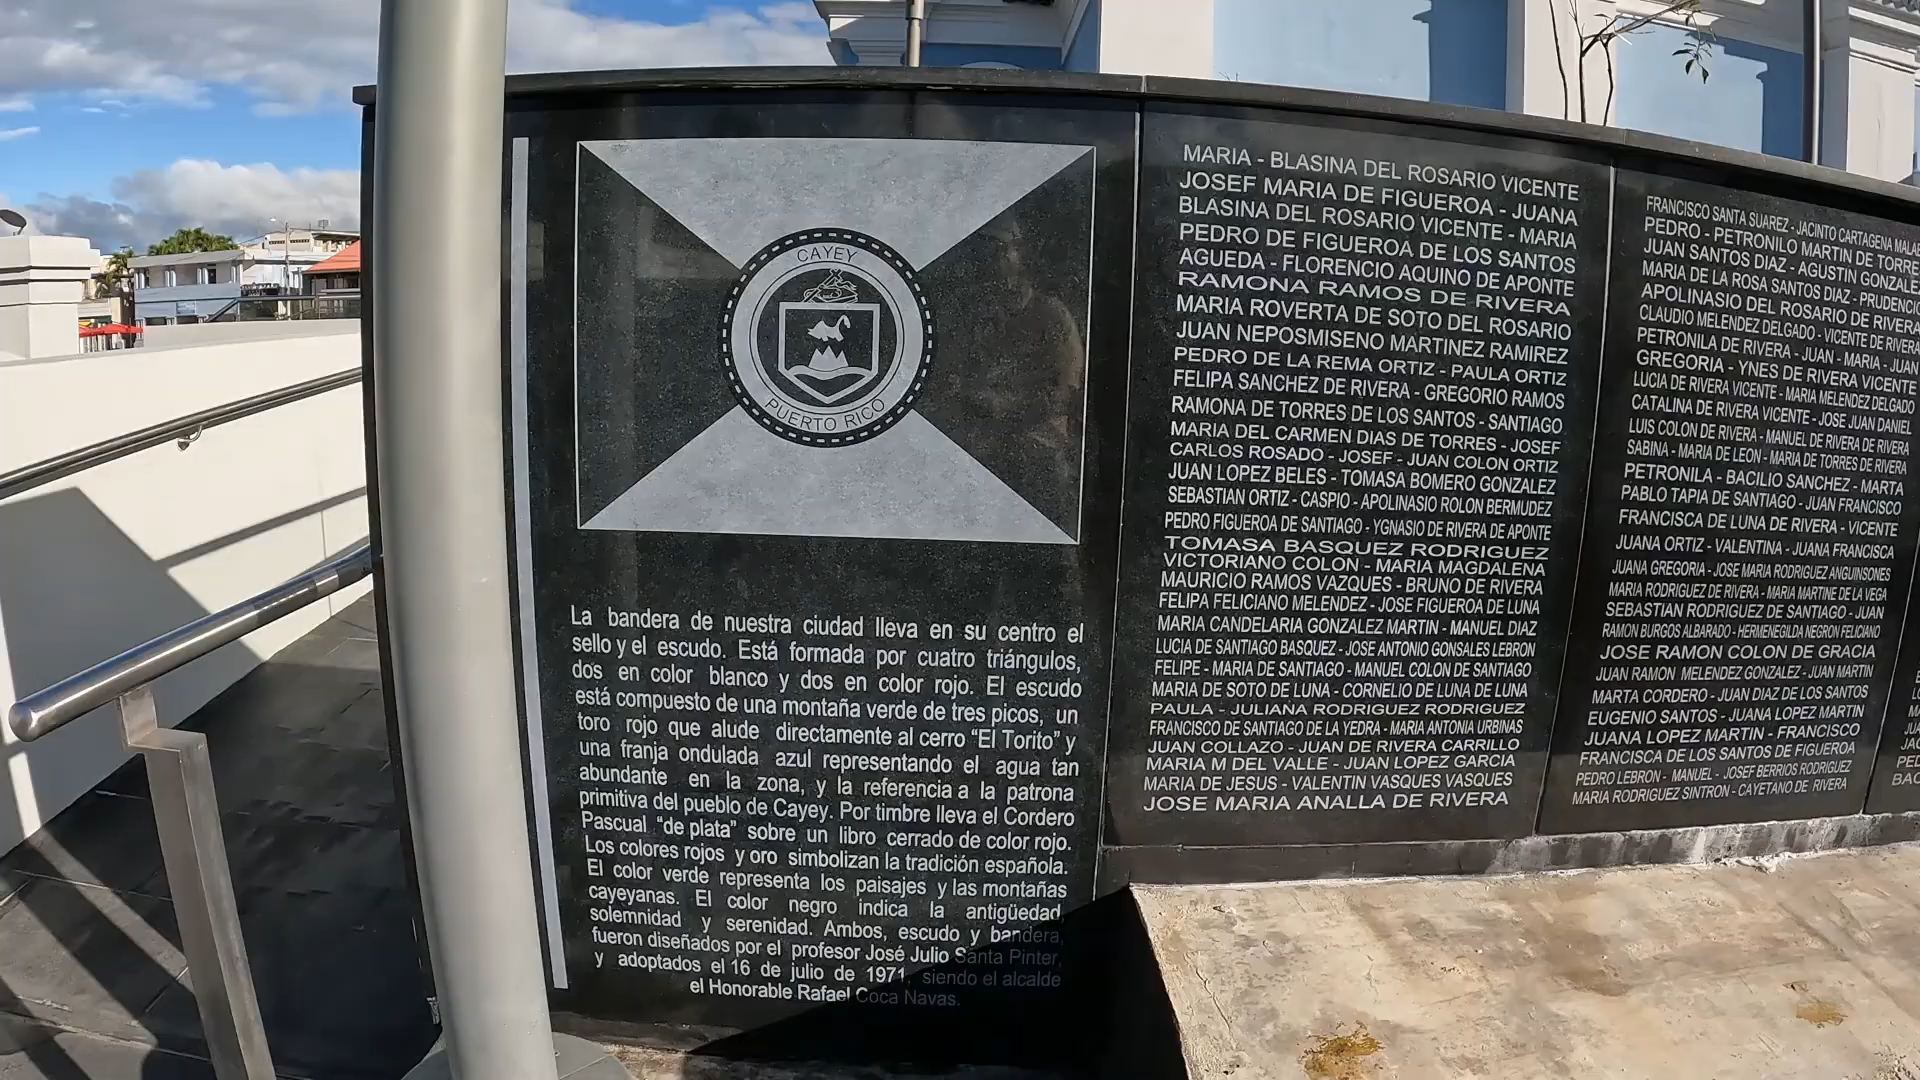 CAYEY
PUERTO RICO
La bandera de nuestra ciudad lleva en su centro el
sello y el escudo. Está formada por cuatro triángulos,
dos en color blanco y dos en color rojo. El escudo
está compuesto de una montaña verde de tres picos, un
toro rojo que alude directamente al cerro “El Torito” y
una franja ondulada azul representando el agua tan
abundante en la zona, y la referencia a la patrona
primitiva del pueblo de Cayey. Por timbre lleva el Cordero
Pascual “de plata” sobre un libro cerrado de color rojo.
Los colores rojos y oro simbolizan la tradición española.
El color verde representa los paisajes y las montañas
cayeyanas. El color negro indica la antigüedad,
solemnidad y serenidad. Ambos, escudo y bandera,
fueron diseñados por el profesor José Julio Santa Pinter,
y adoptados el 16 de julio de 1971, siendo el alcalde
el Honorable Rafael Coca Navas.
MARIA - BLASINA DEL ROSARIO VICENTE
JOSEF MARIA DE FIGUEROA - JUANA
BLASINA DEL ROSARIO VICENTE - MARIA
PEDRO DE FIGUEROA DE LOS SANTOS
AGUEDA - FLORENCIO AQUINO DE APONTE
RAMONA RAMOS DE RIVERA
MARIA ROVERTA DE SOTO DEL ROSARIO
JUAN NEPOSMISENO MARTINEZ RAMIREZ
PEDRO DE LA REMA ORTIZ - PAULA ORTIZ
FELIPA SANCHEZ DE RIVERA - GREGORIO RAMOS
RAMONA DE TORRES DE LOS SANTOS - SANTIAGO
MARIA DEL CARMEN DIAS DE TORRES - JOSEF
CARLOS ROSADO - JOSEF - JUAN COLON ORTIZ
JUAN LOPEZ BELES - TOMASA BOMERO GONZALEZ
SEBASTIAN ORTIZ - CASPIO - APOLINASIO ROLON BERMUDEZ
PEDRO FIGUEROA DE SANTIAGO - YGNASIO DE RIVERA DE APONTE
TOMASA BASQUEZ RODRIGUEZ
VICTORIANO COLON - MARIA MAGDALENA
MAURICIO RAMOS VAZQUES - BRUNO DE RIVERA
FELIPA FELICIANO MELENDEZ - JOSE FIGUEROA DE LUNA
MARIA CANDELARIA GONZALEZ MARTIN - MANUEL DIAZ
LUCIA DE SANTIAGO BASQUEZ - JOSE ANTONIO GONSALES LEBRON
FELIPE - MARIA DE SANTIAGO - MANUEL COLON DE SANTIAGO
MARIA DE SOTO DE LUNA - CORNELIO DE LUNA DE LUNA
PAULA - JULIANA RODRIGUEZ RODRIGUEZ
FRANCISCO DE SANTIAGO DE LA YEDRA - MARIA ANTONIA URBINAS
JUAN COLLAZO - JUAN DE RIVERA CARRILLO
MARIA M DEL VALLE - JUAN LOPEZ GARCIA
MARIA DE JESUS - VALENTIN VASQUES VASQUES
JOSE MARIA ANALLA DE RIVERA
FRANCISCO SANTA SUAREZ - JACINTO CARTAGENA
PEDRO - PETRONILO MARTIN DE
JUAN SANTOS DIAZ - AGUSTIN
MARIA DE LA ROSA SANTOS DIAZ - PRUDENCIO
APOLINASIO DEL ROSARIO DE RIVERA
CLAUDIO MELENDEZ DELGADO - VICENTE DE RIVERA
PETRONILA DE RIVERA - JUAN - MARIA - JUAN
GREGORIA - YNES DE RIVERA VICENTE
LUCIA DE RIVERA VICENTE - MARIA MELENDEZ DELGADO
CATALINA DE RIVERA VICENTE - JOSE JUAN DANIEL
LUIS COLON DE RIVERA - MANUEL DE RIVERA DE RIVERA
SABINA - MARIA DE LEON - MARIA DE TORRES DE RIVERA
PETRONILA - BACILIO SANCHEZ - MARTA
PABLO TAPIA DE SANTIAGO - JUAN FRANCISCO
FRANCISCA DE LUNA DE RIVERA - VICENTE
JUANA ORTIZ - VALENTINA - JUANA FRANCISCA
JUANA GREGORIA - JOSE MARIA RODRIGUEZ ANGUINSONES
MARIA RODRIGUEZ DE RIVERA - MARIA MARTINE DE LA VEGA
SEBASTIAN RODRIGUEZ DE SANTIAGO - JUAN
RAMON BURGOS ALBARADO - HERMENEGILDA NEGRON FELICIANO
JOSE RAMON COLON DE GRACIA
JUAN RAMON MELENDEZ GONZALEZ - JUAN MARTIN
MARTA CORDERO - JUAN DIAZ DE LOS SANTOS
EUGENIO SANTOS - JUANA LOPEZ MARTIN
JUANA LOPEZ MARTIN - FRANCISCO
FRANCISCA DE LOS SANTOS DE FIGUEROA
PEDRO LEBRON - MANUEL - JOSEF BERRIOS RODRIGUEZ
MARIA RODRIGUEZ SINTRON - CAYETANO DE RIVERA